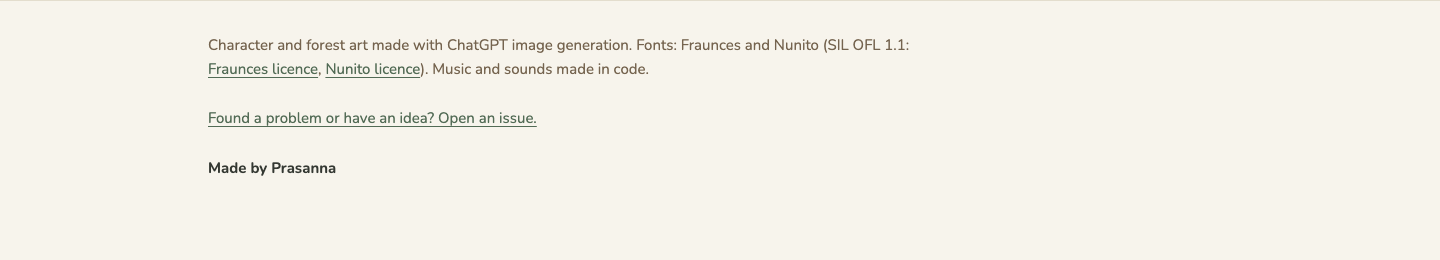 Character and forest art made with ChatGPT image generation. Fonts: Fraunces and Nunito (SIL OFL 1.1:
Fraunces licence, Nunito licence). Music and sounds made in code.
Found a problem or have an idea? Open an issue.
Made by Prasanna